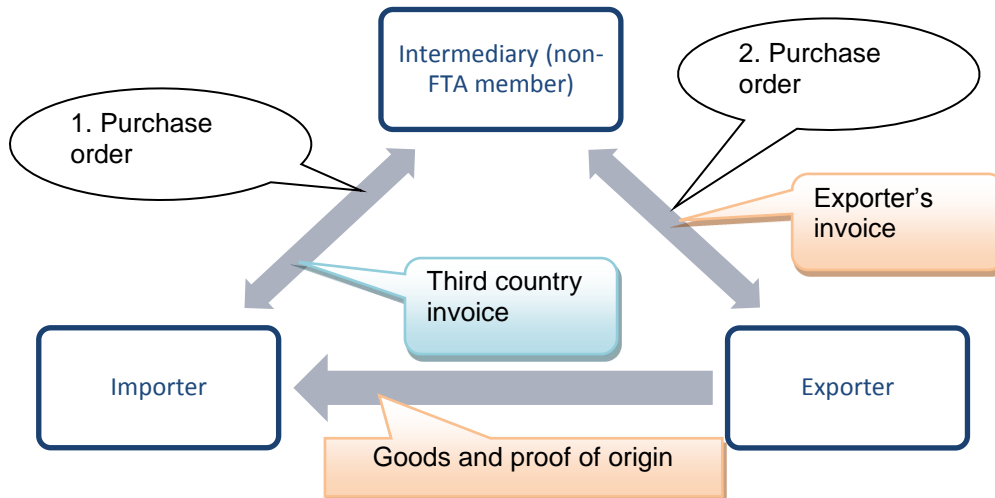 Intermediary (non-
FTA member)
1. Purchase
order
2. Purchase
order
Exporter’s
invoice
Third country
invoice
Importer
Exporter
Goods and proof of origin